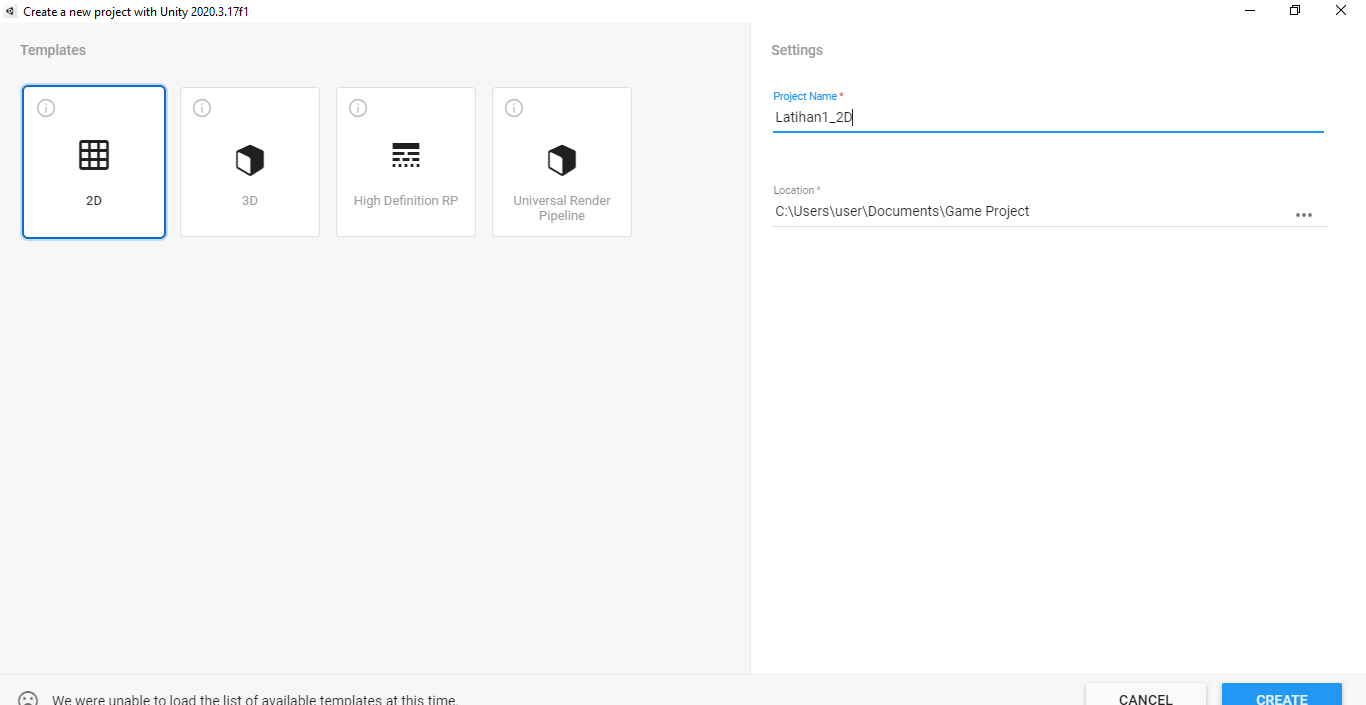 Create a new project with Unity 2020.3.17f1
Templates
2D
3D
High Definition RP
Universal Render
Pipeline
Settings
Project Name *
Latihan1_2D
Location *
C:\Users\user\Documents\Game Project
We were unable to load the list of available templates at this time.
CANCEL
CREATE